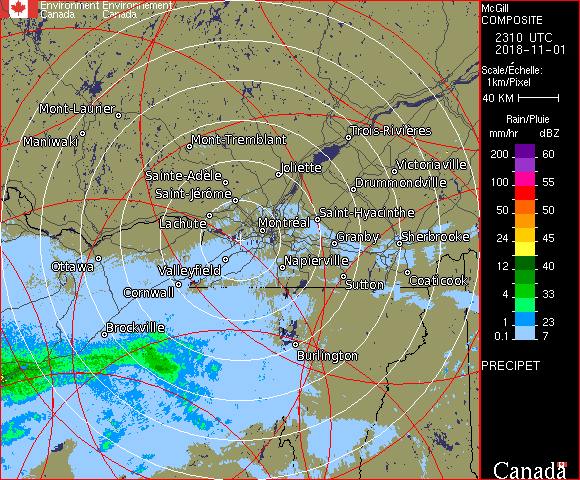 Environment Environnement
Canada Canada
McGill
COMPOSITE
2310 UTC
2018-11-01
Scale/Échelle:
1km/Pixel
40 KM
Rain/Pluie
mm/hr dBZ
200 60
100 55
50 50
24 45
12 40
4 33
1 23
0.1 7
PRECIPET
Canada
Mont-Laurier
Maniwaki
Mont-Tremblant
Trois-Rivières
Joliette
Victoriaville
Sainte-Adèle
Drummondville
Saint-Jérôme
Saint-Hyacinthe
Lachute
Montréal
Granby
Sherbrooke
Ottawa
Valleyfield
Napierville
Cornwall
Sutton
Coaticook
Brockville
Burlington